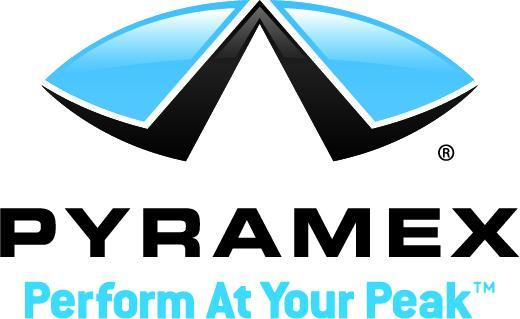 ®
PYRAMEX
Perform At Your Peak™